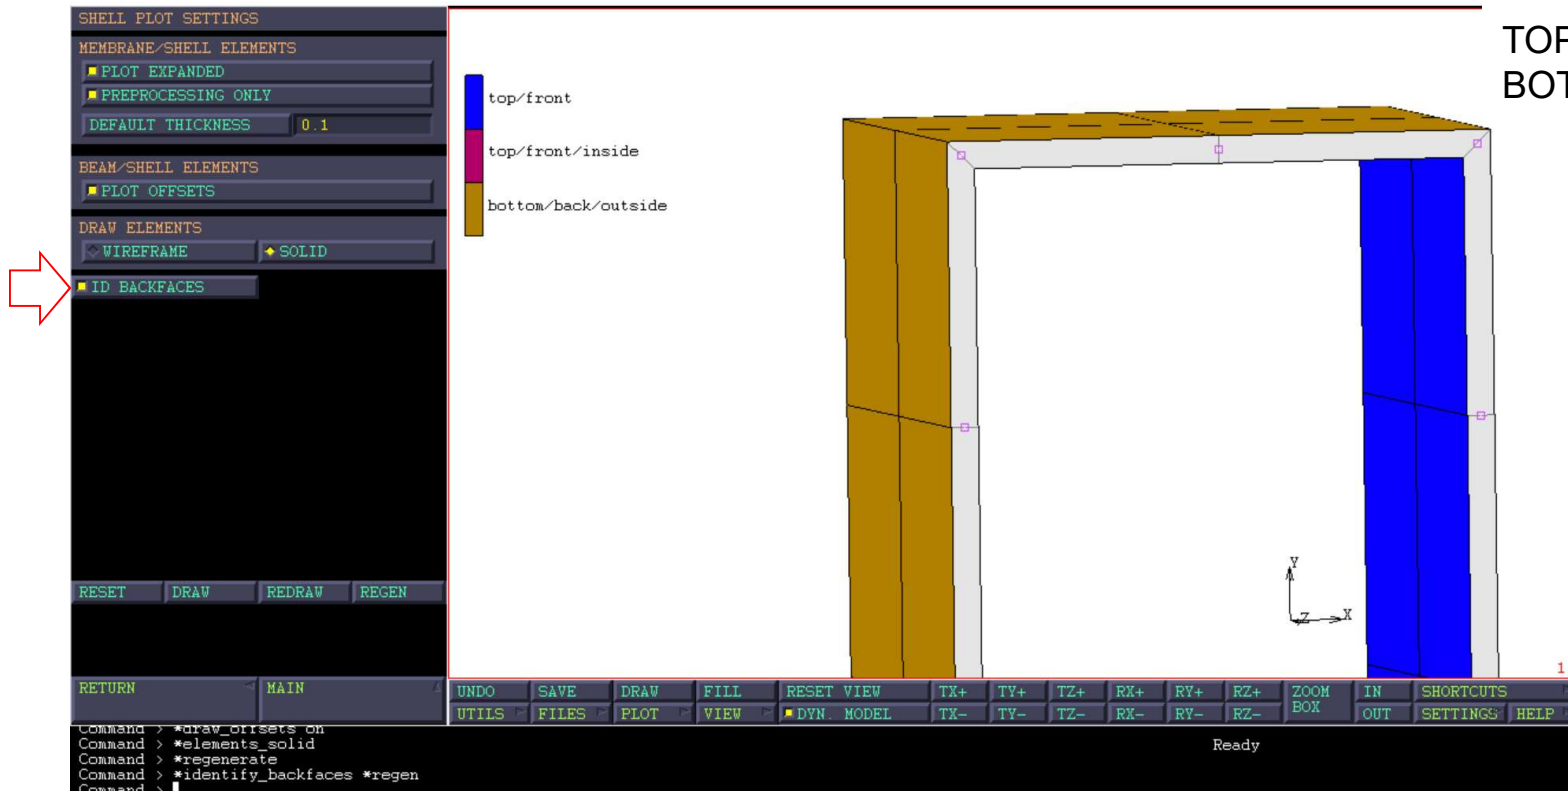 SHELL PLOT SETTINGS
MEMBRANE/SHELL ELEMENTS
PLOT EXPANDED
PREPROCESSING ONLY
DEFAULT THICKNESS 0.1
BEAM/SHELL ELEMENTS
PLOT OFFSETS
DRAW ELEMENTS
WIREFRAME SOLID
ID BACKFACES
RESET DRAW REDRAW REGEN
RETURN MAIN
top/front
top/front/inside
bottom/back/outside
TOP
BOT
Y
Z X
1
UNDO SAVE DRAW FILL RESET VIEW TX+ TY+ TZ+ RX+ RY+ RZ+ ZOOM BOX IN SHORTCUTS
UTILS FILES PLOT VIEW DYN. MODEL TX- TY- TZ- RX- RY- RZ- OUT SETTINGS HELP
Command > *draw_offsets on
Command > *elements_solid
Command > *regenerate
Command > *identify_backfaces *regen
Command >
Ready